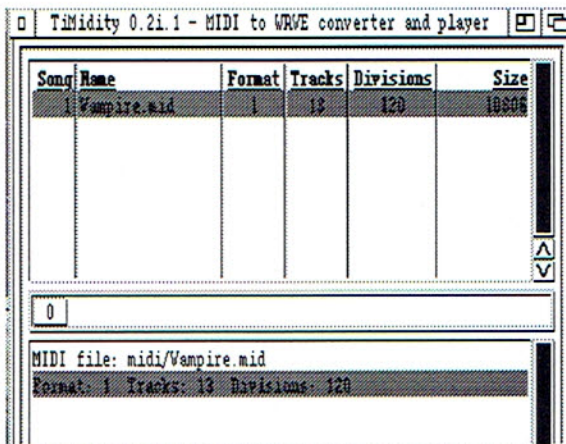 TiMidity 0.2i.1 - MIDI to WAVE converter and player
Song Name Format Tracks Divisions Size
1 Vampire.mid 1 13 120 10806
0
MIDI file: midi/Vampire.mid
Format: 1 Tracks: 13 Divisions: 120